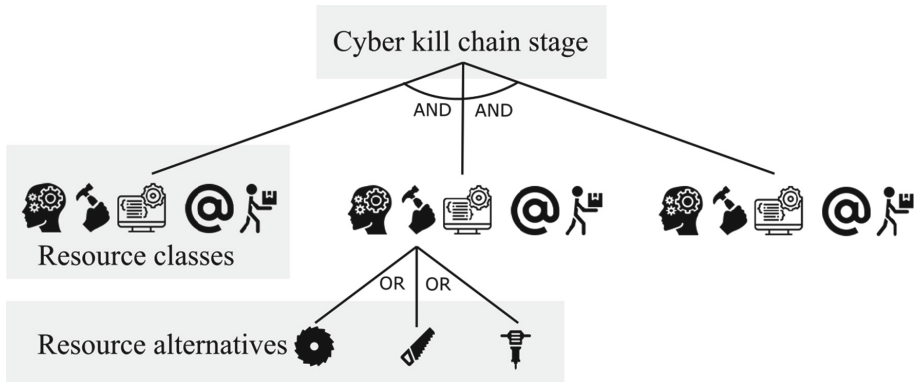 Cyber kill chain stage
AND AND
@ @ @
Resource classes
OR OR
Resource alternatives